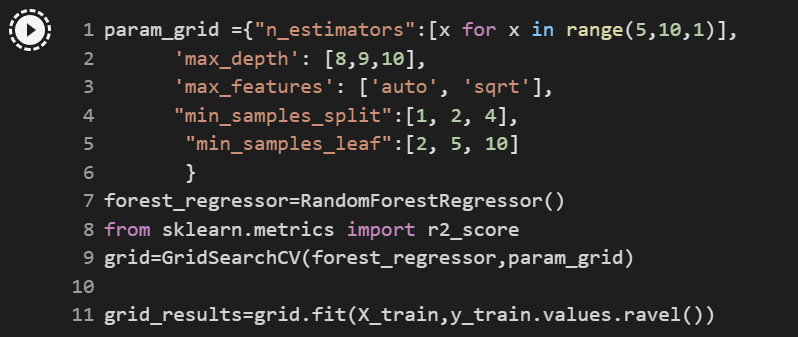 1 param_grid ={"n_estimators":[x for x in range(5,10,1)],
2       'max_depth': [8,9,10],
3       'max_features': ['auto', 'sqrt'],
4       "min_samples_split":[1, 2, 4],
5        "min_samples_leaf":[2, 5, 10]
6        }
7 forest_regressor=RandomForestRegressor()
8 from sklearn.metrics import r2_score
9 grid=GridSearchCV(forest_regressor,param_grid)
10
11 grid_results=grid.fit(X_train,y_train.values.ravel())